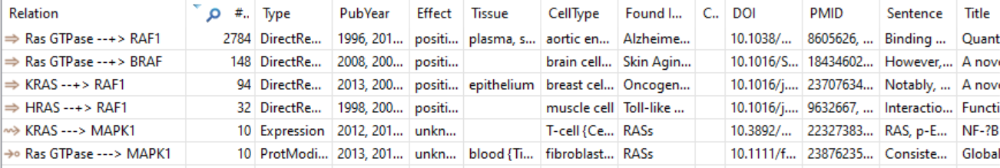 Relation #.. Type PubYear Effect Tissue CellType Found I... C.. DOI PMID Sentence Title
Ras GTPase --+> RAF1 2784 DirectRe... 1996, 201... positi... plasma, s... aortic en... Alzheime... 10.1038/... 8605626, ... Binding ... Quant
Ras GTPase --+> BRAF 148 DirectRe... 2008, 200... positi... brain cell... Skin Agin... 10.1016/S... 18434602... However,... A nove
KRAS --+> RAF1 94 DirectRe... 2013, 200... positi... epithelium breast cel... Oncogen... 10.1016/j.... 23707634... Notably, ... A nove
HRAS --+> RAF1 32 DirectRe... 1998, 200... positi... muscle cell Toll-like ... 10.1016/j.... 9632667, ... Interactio... Functi
KRAS ---> MAPK1 10 Expression 2012, 201... unkn... T-cell {Ce... RASs 10.3892/... 22327383... RAS, p-E... NF-?B
Ras GTPase ---> MAPK1 10 ProtModi... 2013, 201... unkn... blood {Ti... fibroblast... RASs 10.1111/f... 23876235... Consiste... Global